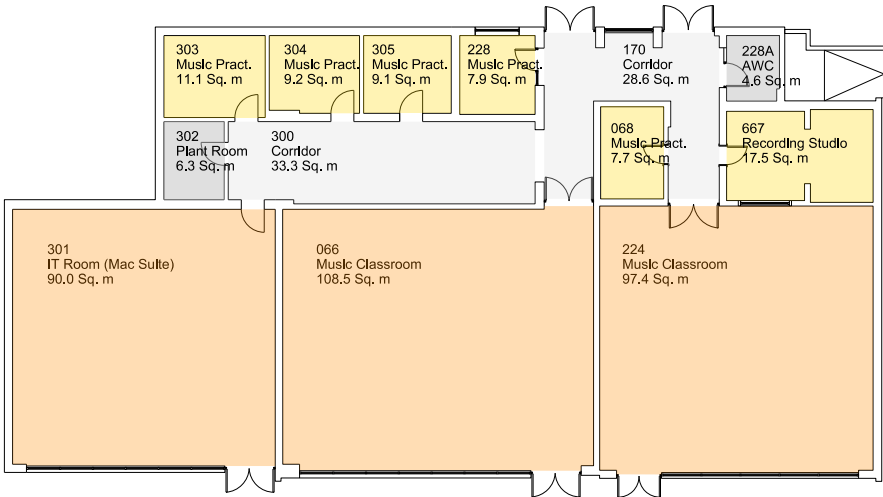 303
Music Pract.
11.1 Sq. m
304
Music Pract.
9.2 Sq. m
305
Music Pract.
9.1 Sq. m
228
Music Pract.
7.9 Sq. m
170
Corridor
28.6 Sq. m
228A
AWC
4.6 Sq. m
302
Plant Room
6.3 Sq. m
300
Corridor
33.3 Sq. m
068
Music Pract.
7.7 Sq. m
667
Recording Studio
17.5 Sq. m
301
IT Room (Mac Suite)
90.0 Sq. m
066
Music Classroom
108.5 Sq. m
224
Music Classroom
97.4 Sq. m